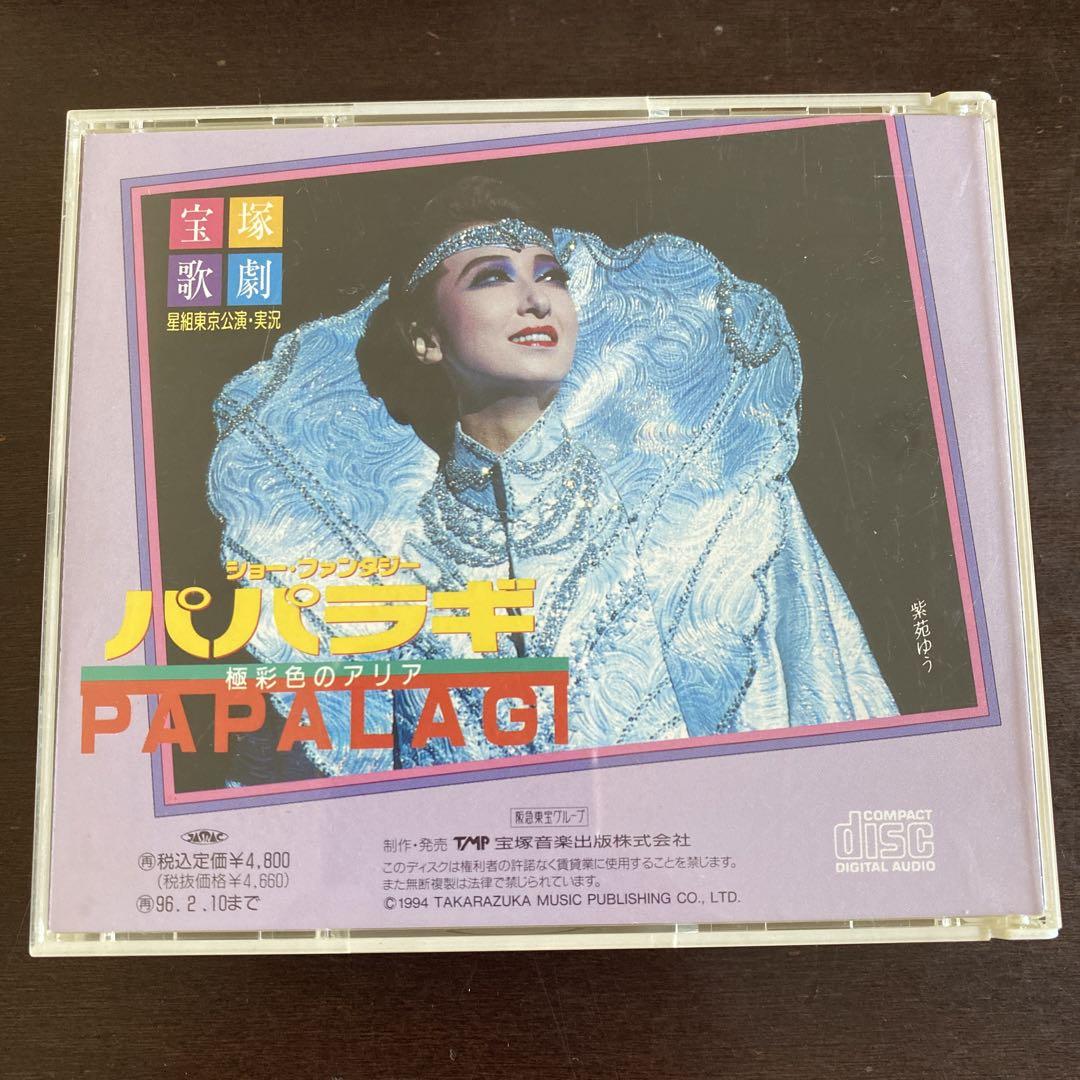 宝塚
歌劇
星組東京公演・実況
ショー・ファンタジー
パパラギ
極彩色のアリア
PAPALAGI
紫苑ゆう
JASRAC
再税込定価¥4,800
(税抜価格¥4,660)
再96.2.10まで
阪急東宝グループ
制作・発売 TMP 宝塚音楽出版株式会社
このディスクは権利者の許諾なく賃貸業に使用することを禁じます。
また無断複製は法律で禁じられています。
©1994 TAKARAZUKA MUSIC PUBLISHING CO., LTD.
COMPACT
disc
DIGITAL AUDIO